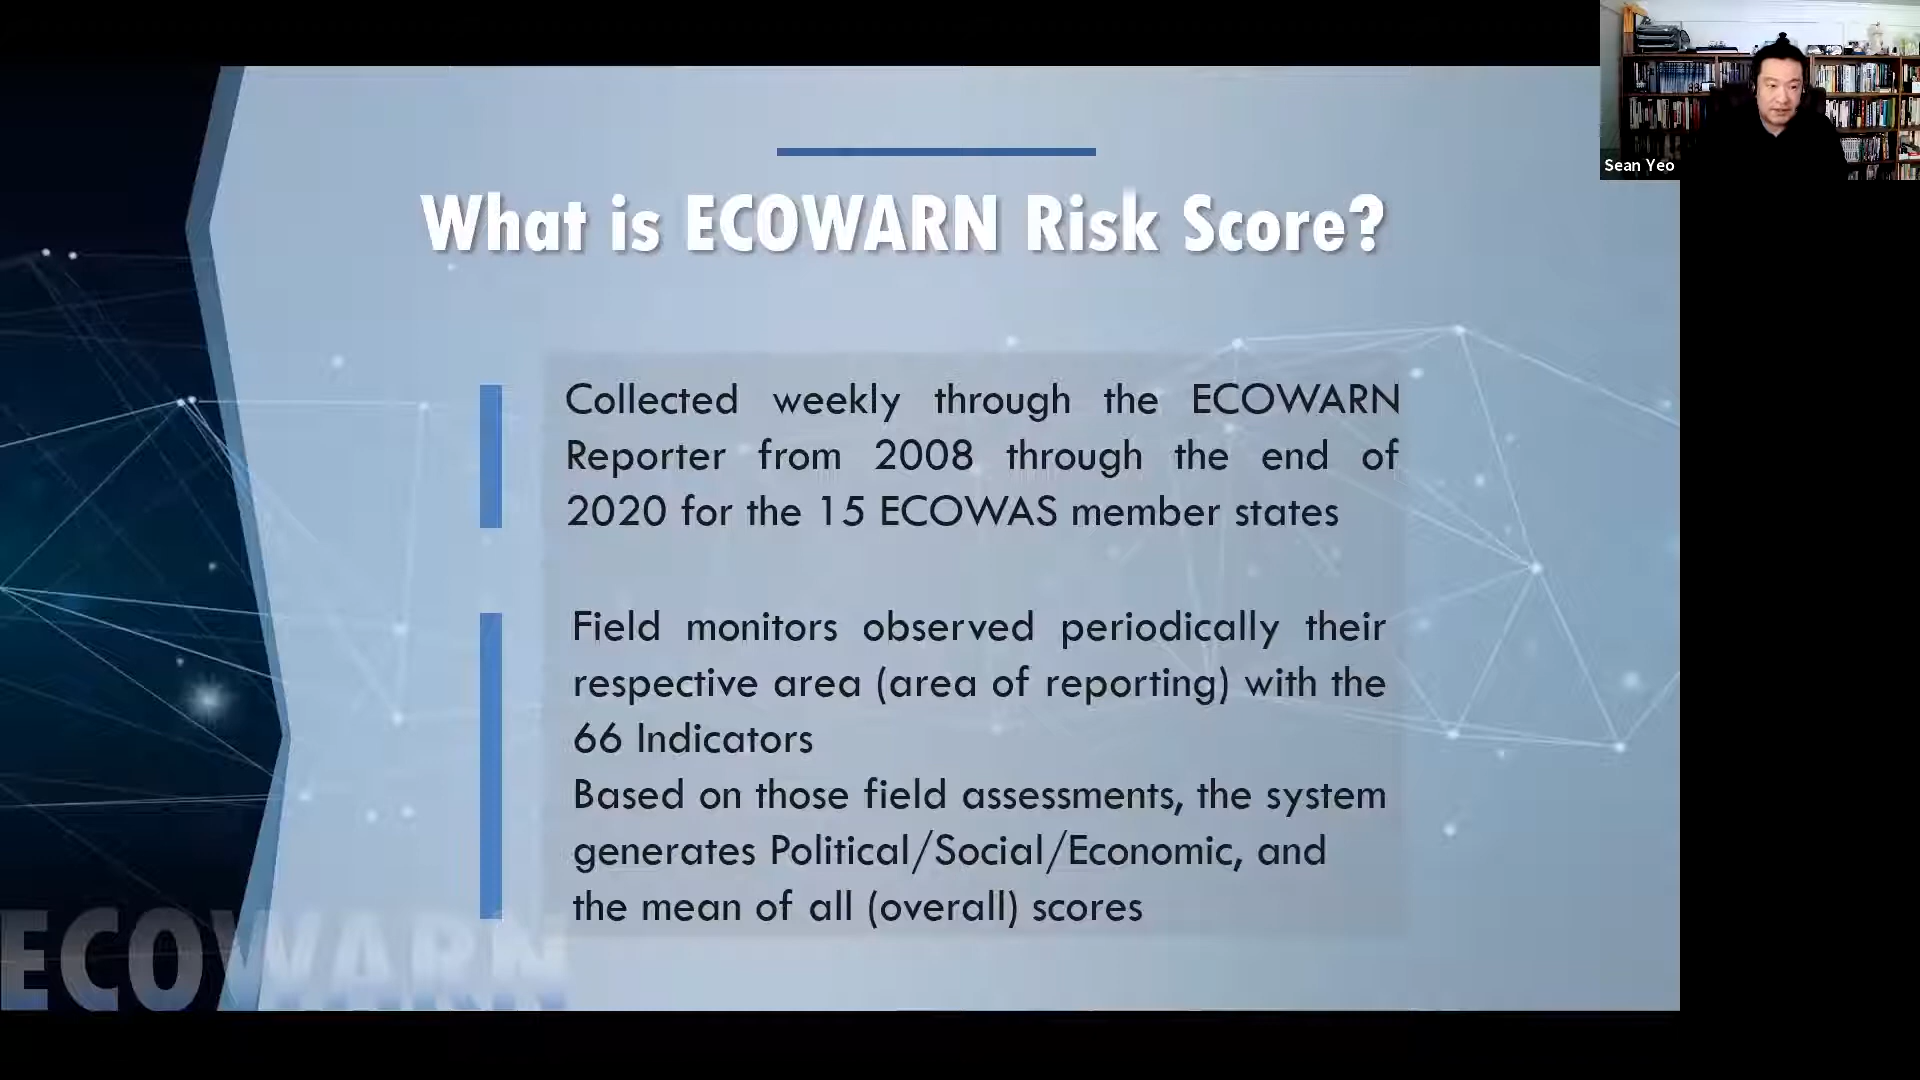 Sean Yeo
What is ECOWARN Risk Score?
Collected weekly through the ECOWARN
Reporter from 2008 through the end of
2020 for the 15 ECOWAS member states
Field monitors observed periodically their
respective area (area of reporting) with the
66 Indicators
Based on those field assessments, the system
generates Political/Social/Economic, and
the mean of all (overall) scores
ECOWARN